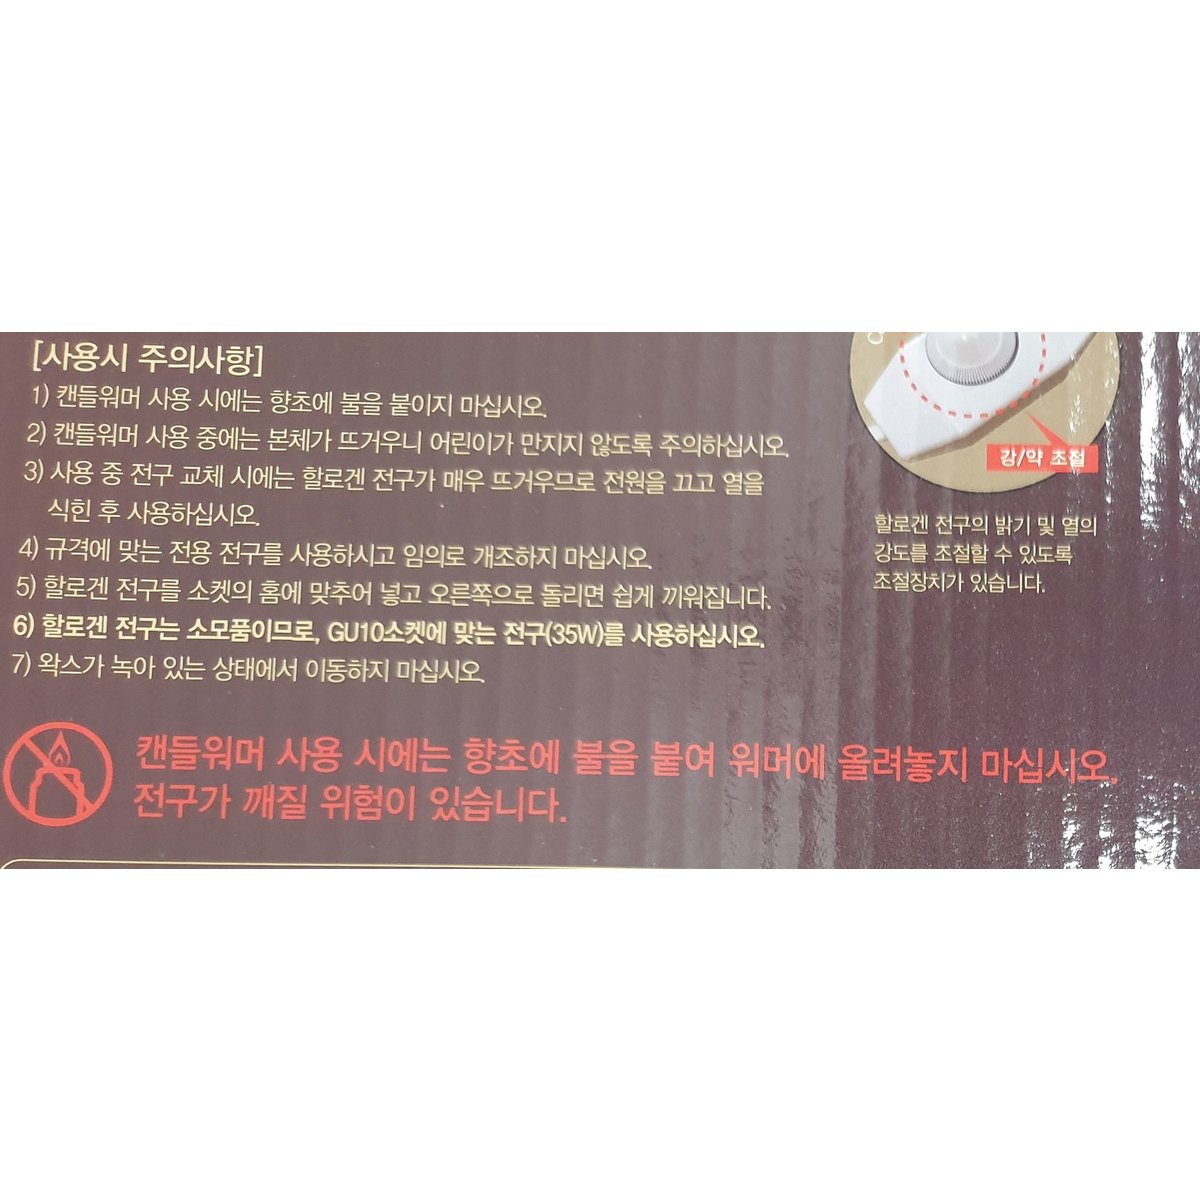 [사용시 주의사항]
1) 캔들워머 사용 시에는 향초에 불을 붙이지 마십시오.
2) 캔들워머 사용 중에는 본체가 뜨거우니 어린이가 만지지 않도록 주의하십시오.
3) 사용 중 전구 교체 시에는 할로겐 전구가 매우 뜨거우므로 전원을 끄고 열을
식힌 후 사용하십시오.
4) 규격에 맞는 전용 전구를 사용하시고 임의로 개조하지 마십시오.
5) 할로겐 전구를 소켓의 홈에 맞추어 넣고 오른쪽으로 돌리면 쉽게 끼워집니다.
6) 할로겐 전구는 소모품이므로, GU10소켓에 맞는 전구(35W)를 사용하십시오.
7) 왁스가 녹아 있는 상태에서 이동하지 마십시오.
강/약 조절
할로겐 전구의 밝기 및 열의
강도를 조절할 수 있도록
조절장치가 있습니다.
캔들워머 사용 시에는 향초에 불을 붙여 워머에 올려놓지 마십시오.
전구가 깨질 위험이 있습니다.